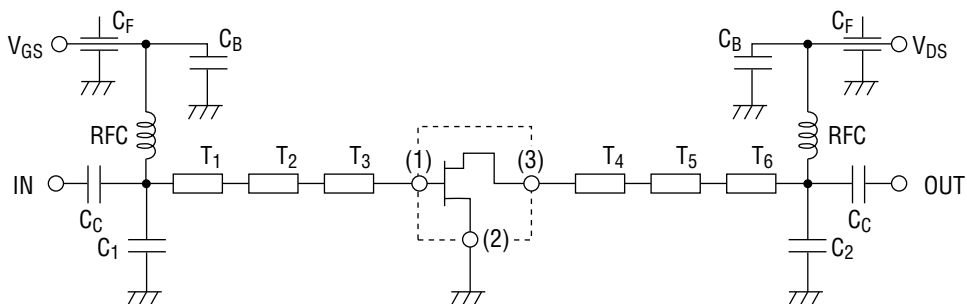 C_F
C_F
V_GS
C_B
C_B
V_DS
RFC
RFC
T_1
T_2
T_3
(1)
(3)
T_4
T_5
T_6
IN
OUT
C_C
C_C
C_1
(2)
C_2